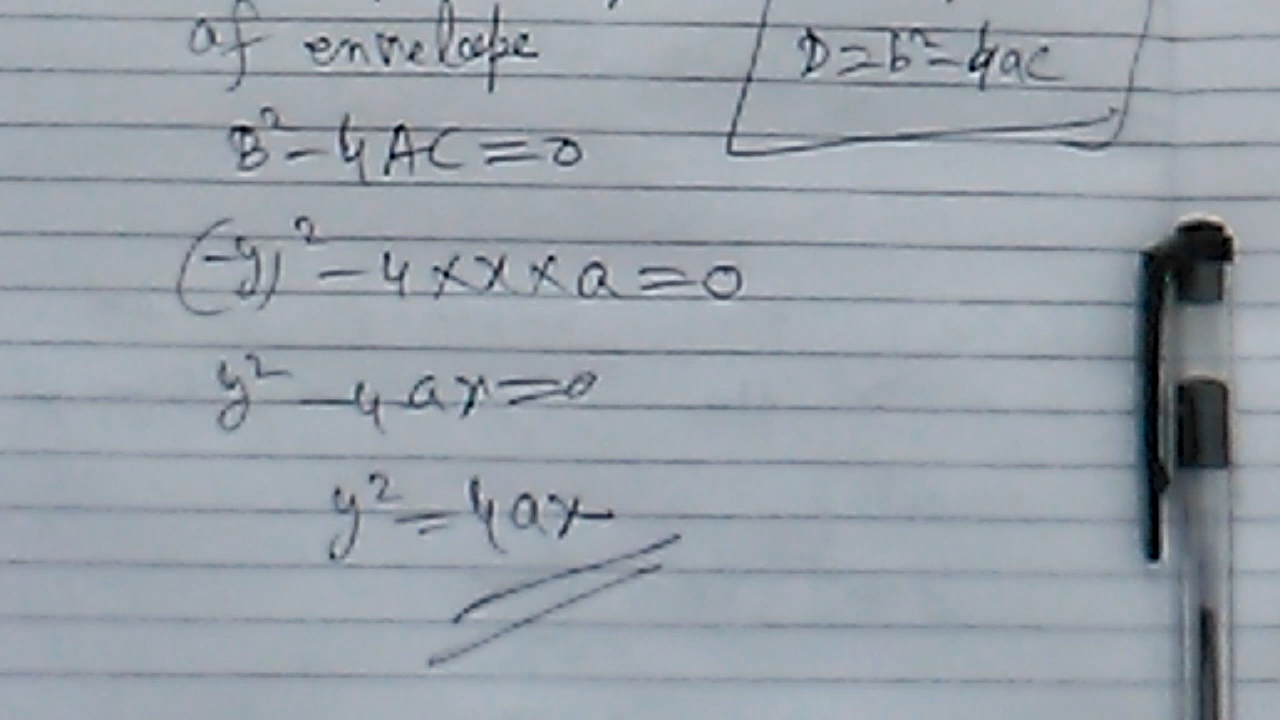 of envelope
D=b²-4ac
B²-4AC=0
(-y)²-4×x×a=0
y²-4ax=0
y²=4ax